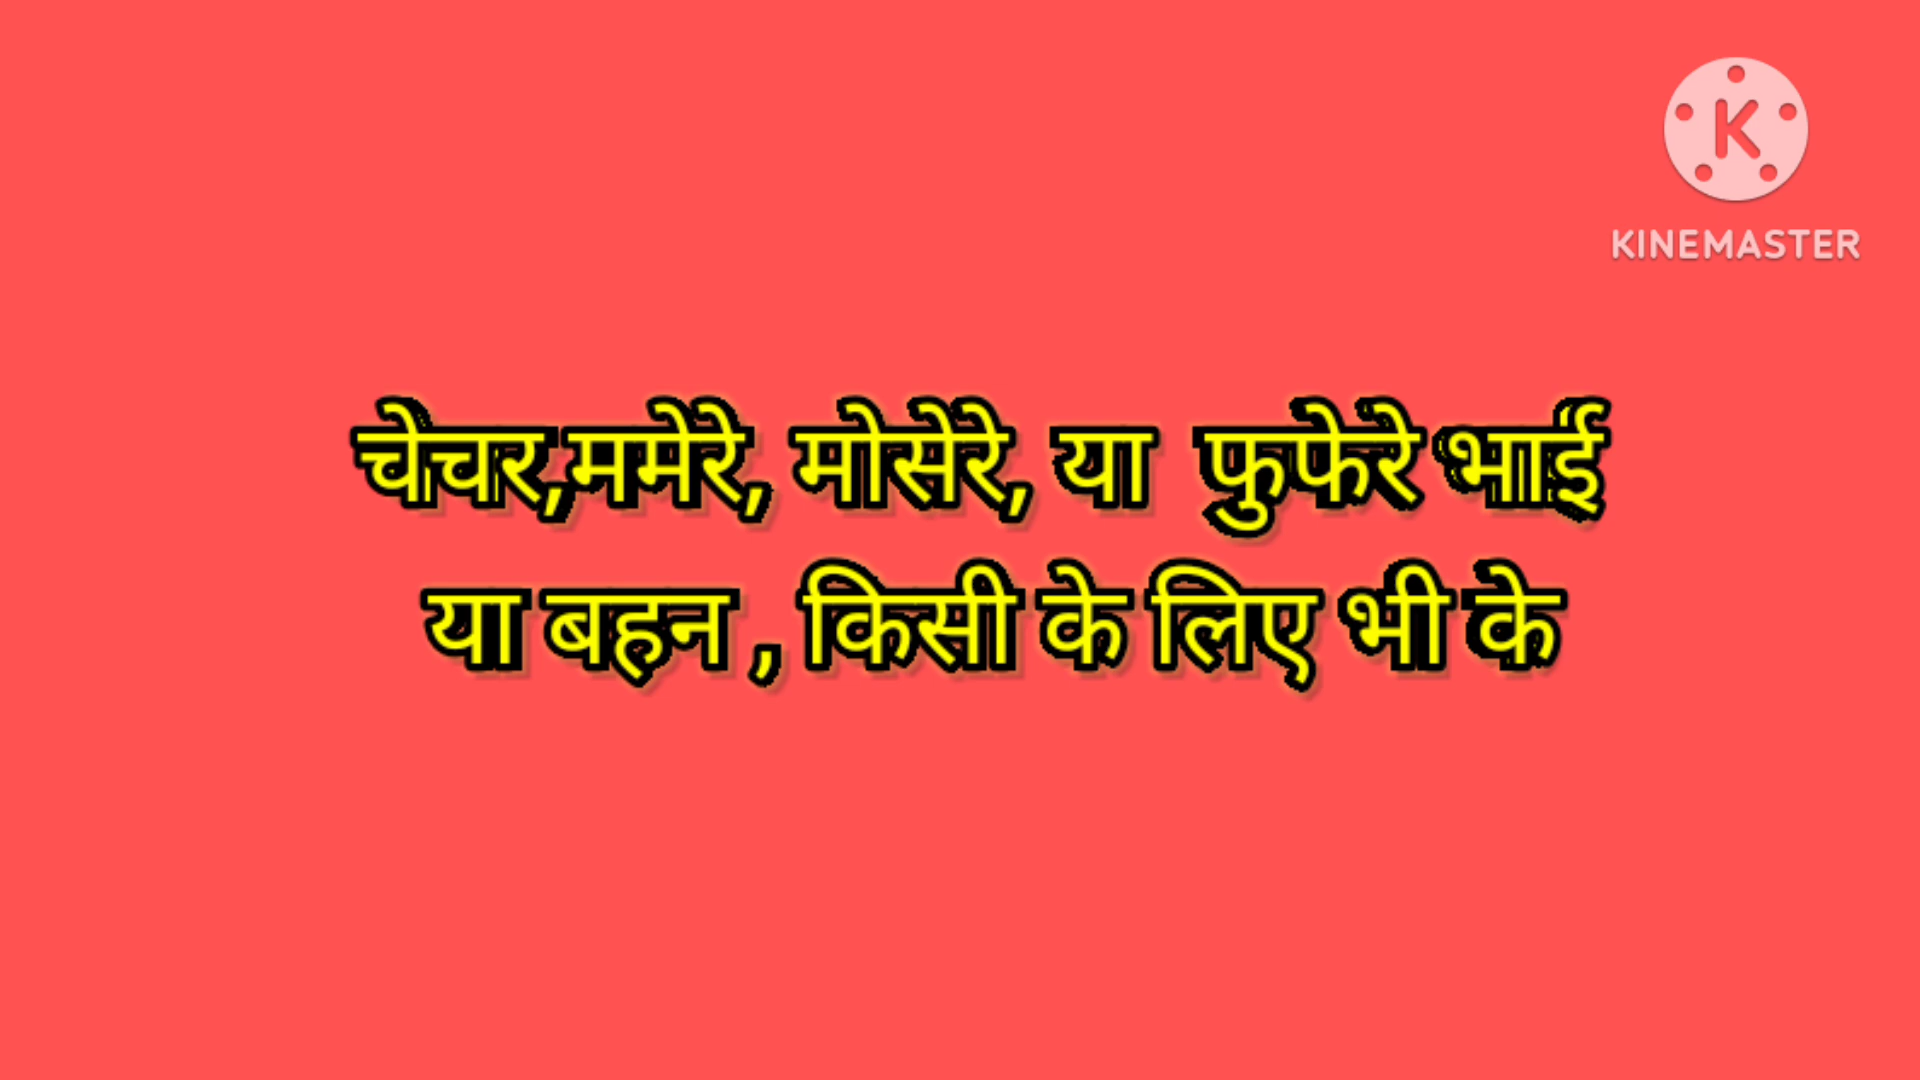 KINEMASTER
चेचर,ममेरे, मोसेरे, या फुफेरे भाई
या बहन , किसी के लिए भी के